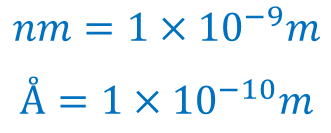 nm = 1 × 10⁻⁹m
Å = 1 × 10⁻¹⁰m